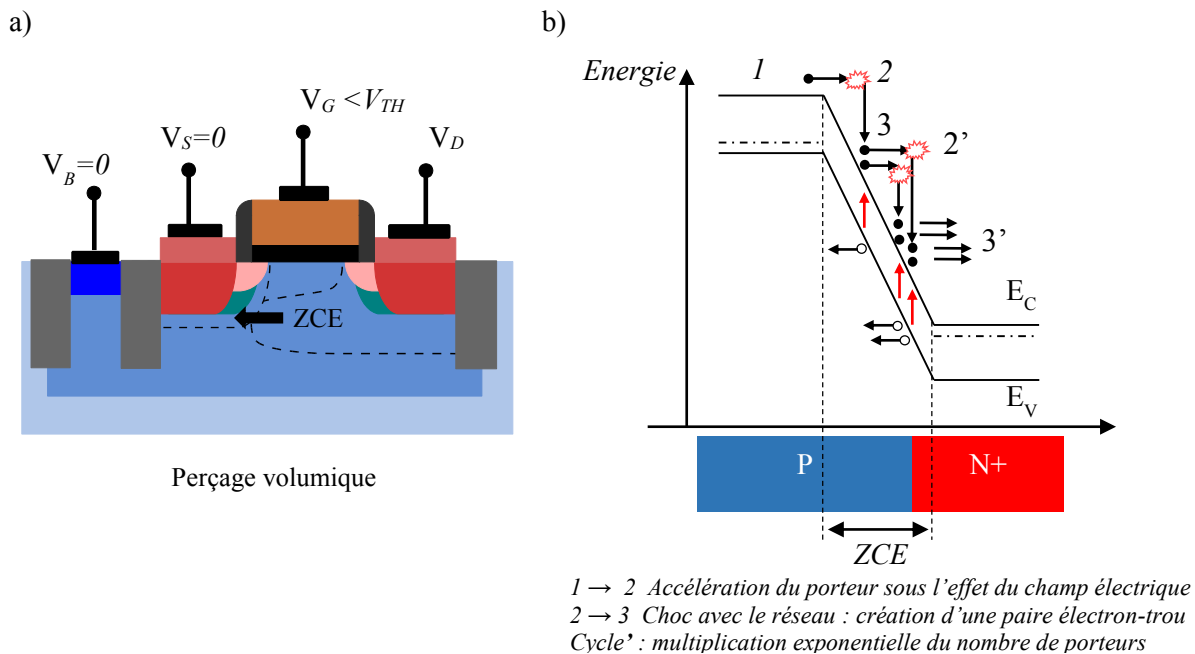 a)
V_B=0
V_S=0
V_G <V_TH
V_D
ZCE
Perçage volumique
b)
Energie
1
2
3
2’
3’
E_C
E_V
P
N+
ZCE
1 → 2 Accélération du porteur sous l’effet du champ électrique
2 → 3 Choc avec le réseau : création d’une paire électron-trou
Cycle’ : multiplication exponentielle du nombre de porteurs